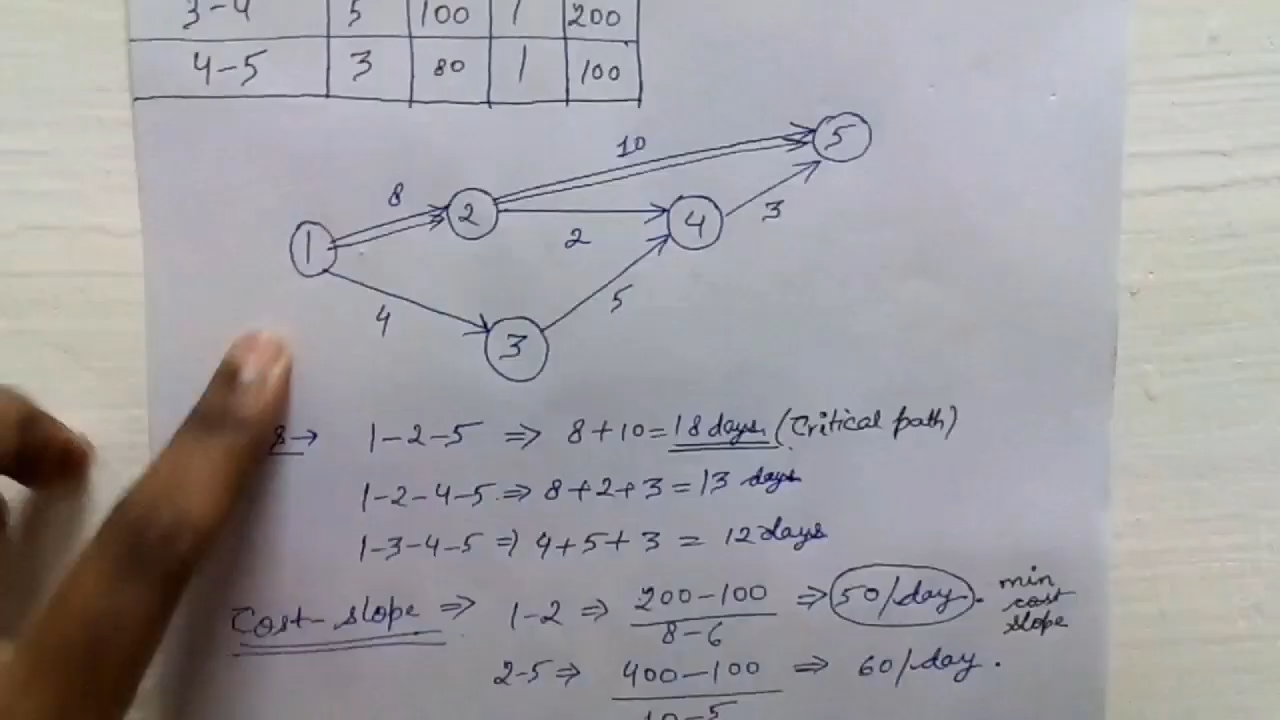 3-4 5 100 1 200
4-5 3 80 1 100
10
5
8
2
4
3
1
2
4
5
3
1-2-5 ⇒ 8+10=18 days (Critical path)
1-2-4-5 ⇒ 8+2+3=13 days
1-3-4-5 ⇒ 4+5+3 = 12 days
Cost slope ⇒ 1-2 ⇒ 200-100 / 8-6 ⇒ 50/day. min cost slope
2-5 ⇒ 400-100 / 10-5 ⇒ 60/day.